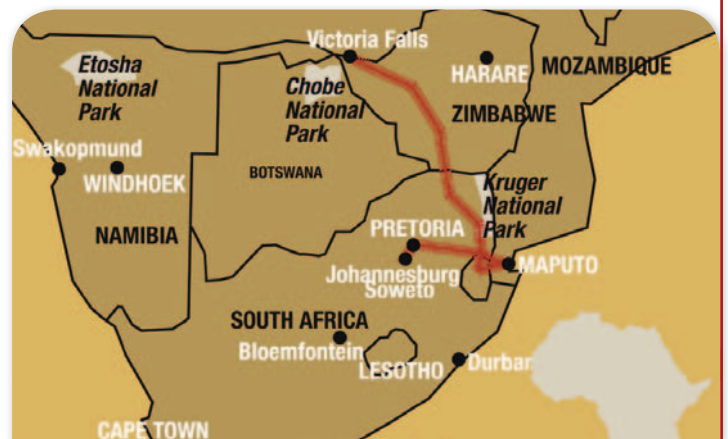 Victoria Falls
Etosha
National
Park
HARARE
MOZAMBIQUE
Chobe
National
Park
ZIMBABWE
Swakopmund
WINDHOEK
BOTSWANA
Kruger
National
Park
NAMIBIA
PRETORIA
MAPUTO
Johannesburg
Soweto
SOUTH AFRICA
Bloemfontein
LESOTHO
Durban
CAPE TOWN